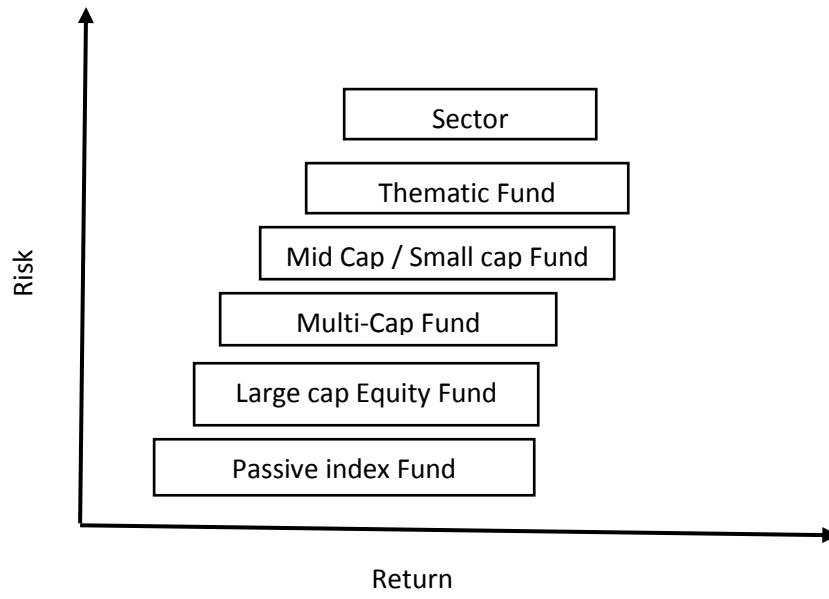 Sector
Thematic Fund
Mid Cap / Small cap Fund
Multi-Cap Fund
Large cap Equity Fund
Passive index Fund
Risk
Return